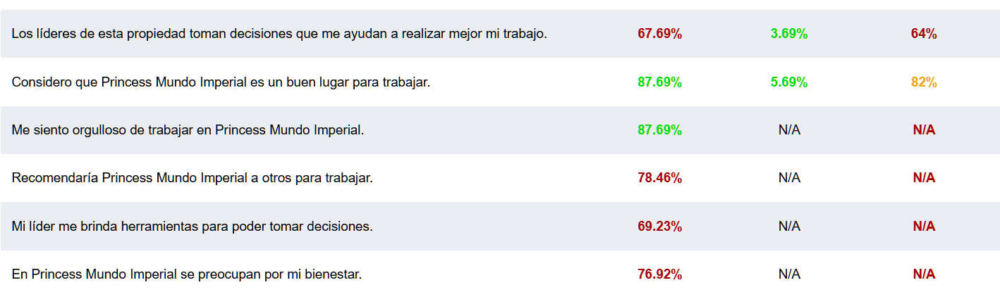 Los líderes de esta propiedad toman decisiones que me ayudan a realizar mejor mi trabajo. 67.69% 3.69% 64%
Considero que Princess Mundo Imperial es un buen lugar para trabajar. 87.69% 5.69% 82%
Me siento orgulloso de trabajar en Princess Mundo Imperial. 87.69% N/A N/A
Recomendaría Princess Mundo Imperial a otros para trabajar. 78.46% N/A N/A
Mi líder me brinda herramientas para poder tomar decisiones. 69.23% N/A N/A
En Princess Mundo Imperial se preocupan por mi bienestar. 76.92% N/A N/A